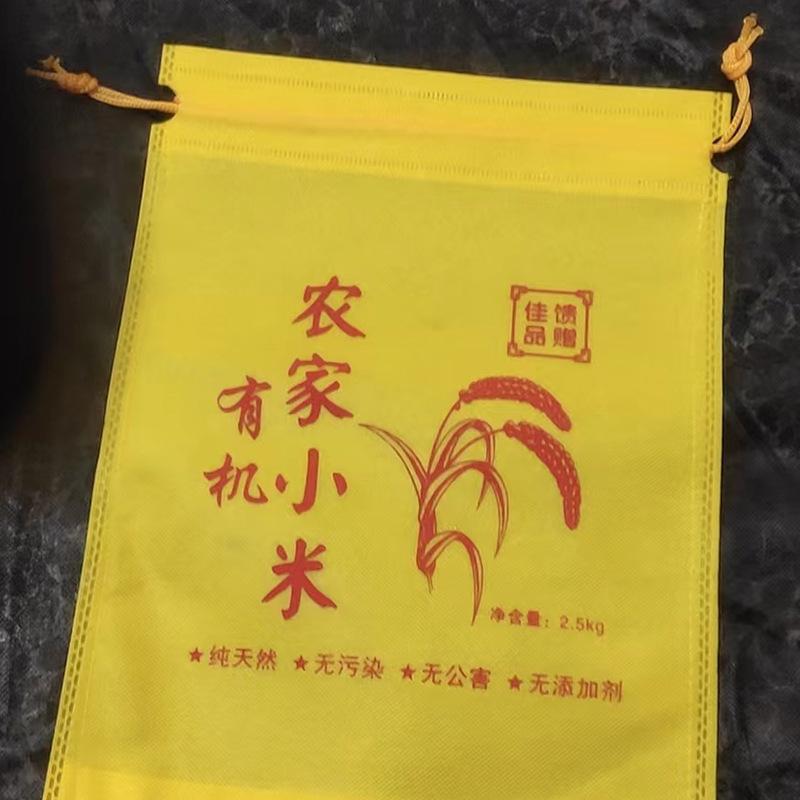 农家小米
有机
馈赠
佳品
净含量：2.5kg
★纯天然 ★无污染 ★无公害 ★无添加剂